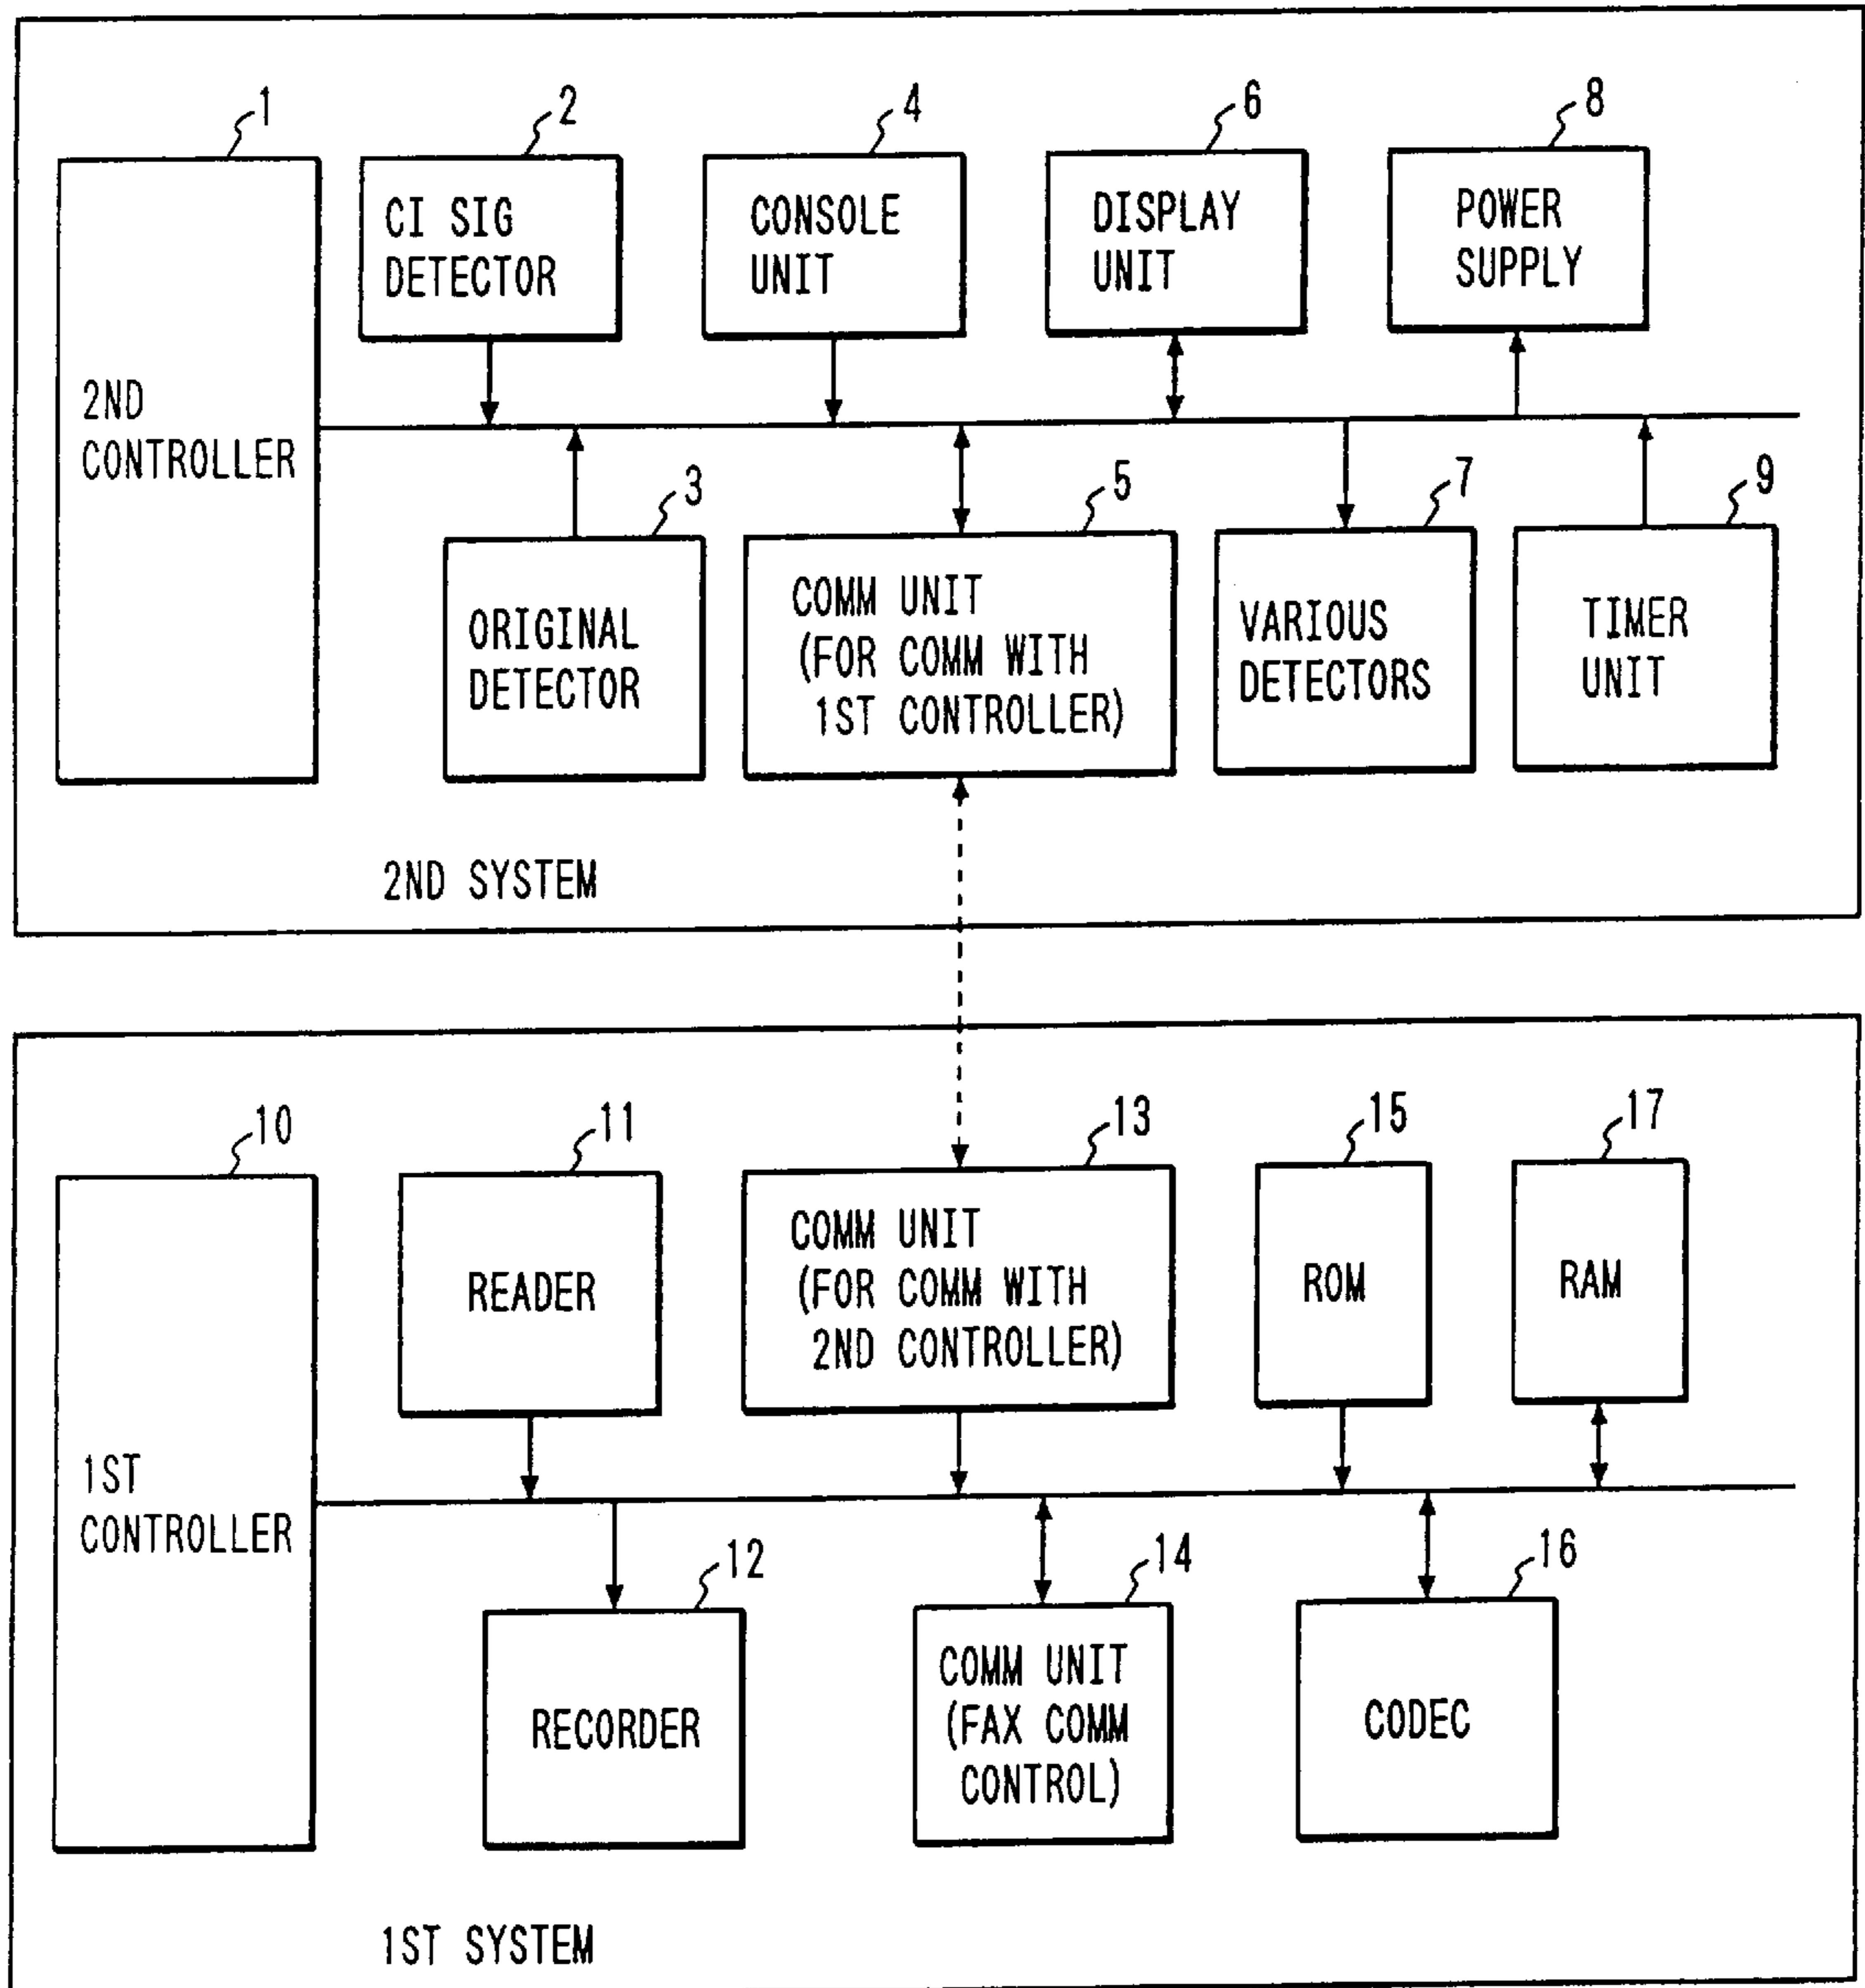 1
2
4
6
8
2ND
CONTROLLER
CI SIG
DETECTOR
CONSOLE
UNIT
DISPLAY
UNIT
POWER
SUPPLY
3
5
7
9
ORIGINAL
DETECTOR
COMM UNIT
(FOR COMM WITH
1ST CONTROLLER)
VARIOUS
DETECTORS
TIMER
UNIT
2ND SYSTEM
10
11
13
15
17
1ST
CONTROLLER
READER
COMM UNIT
(FOR COMM WITH
2ND CONTROLLER)
ROM
RAM
12
14
16
RECORDER
COMM UNIT
(FAX COMM
CONTROL)
CODEC
1ST SYSTEM